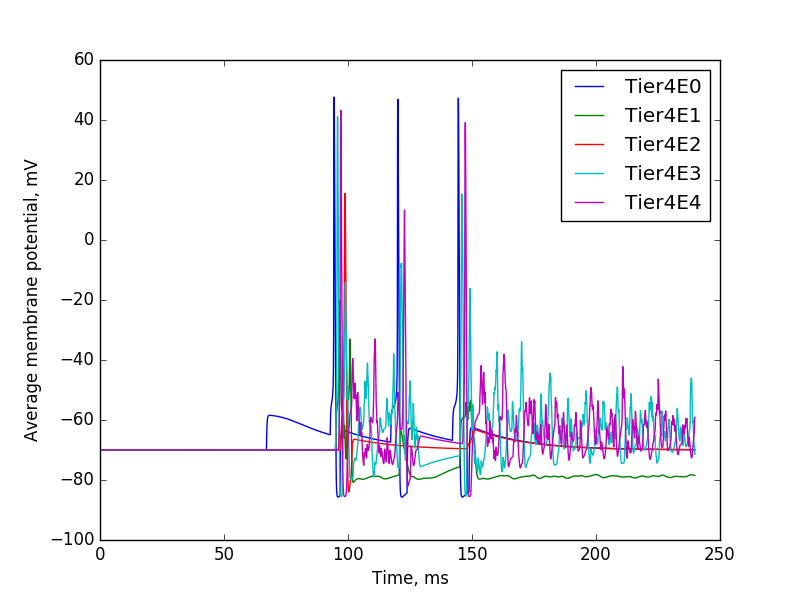 60
40
20
0
−20
−40
−60
−80
−100
0
50
100
150
200
250
Average membrane potential, mV
Time, ms
Tier4E0
Tier4E1
Tier4E2
Tier4E3
Tier4E4